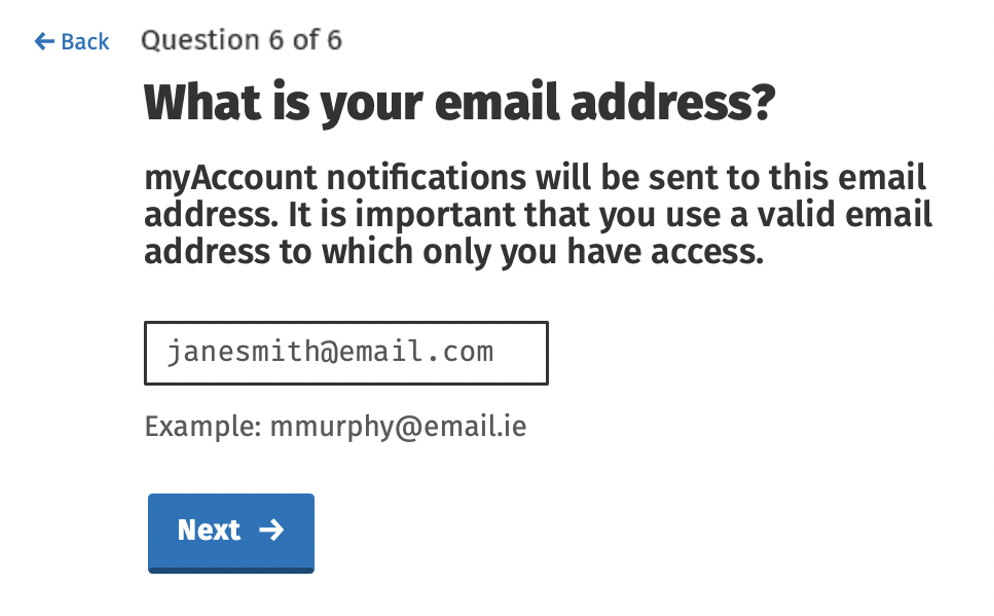 ← Back Question 6 of 6
What is your email address?
myAccount notifications will be sent to this email
address. It is important that you use a valid email
address to which only you have access.
janesmith@email.com
Example: mmurphy@email.ie
Next →